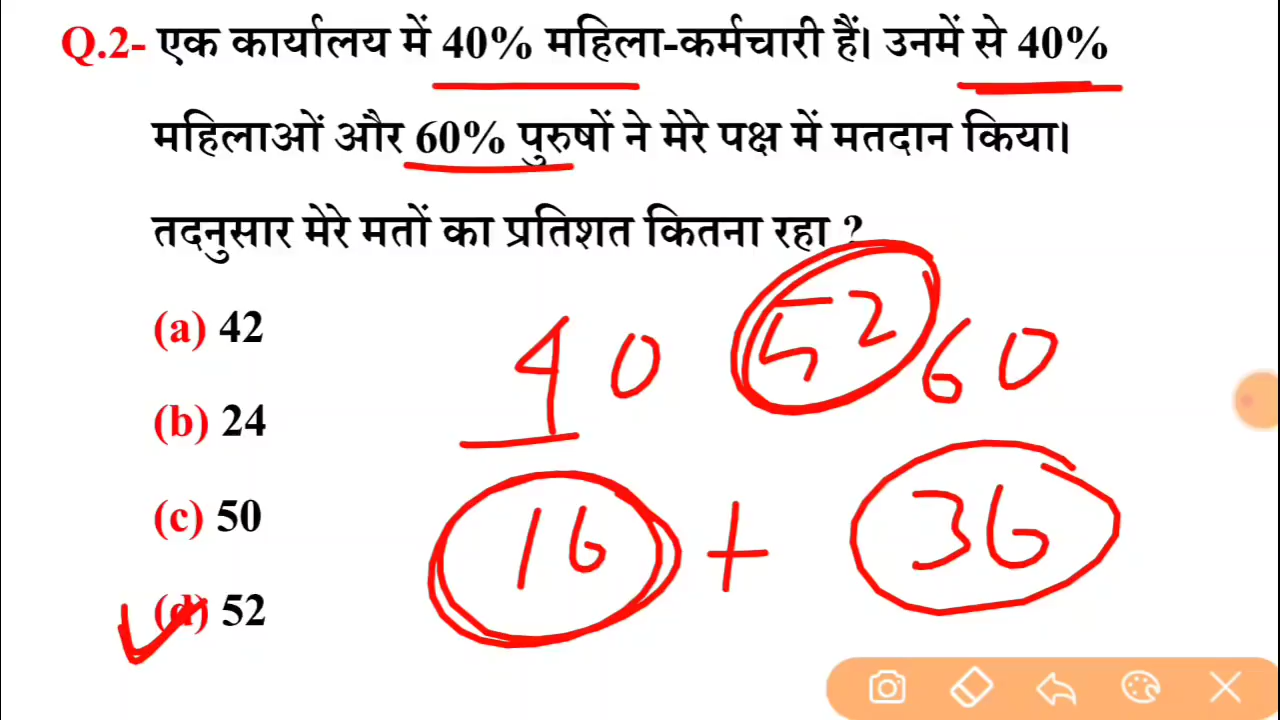 Q.2- एक कार्यालय में 40% महिला-कर्मचारी हैं। उनमें से 40%
महिलाओं और 60% पुरुषों ने मेरे पक्ष में मतदान किया।
तदनुसार मेरे मतों का प्रतिशत कितना रहा ?
(a) 42
(b) 24
(c) 50
(d) 52
40 52 60
16 + 36